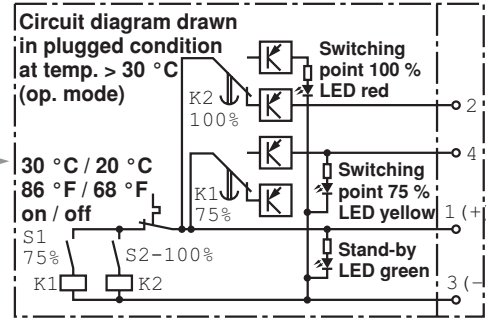 Circuit diagram drawn
in plugged condition
at temp. > 30 °C
(op. mode)
Switching
point 100 %
LED red
K2
100%
2
4
30 °C / 20 °C
86 °F / 68 °F
on / off
K1
75%
Switching
point 75 %
LED yellow
1 (+
S1
75%
S2-100%
Stand-by
LED green
K1
K2
3 (-